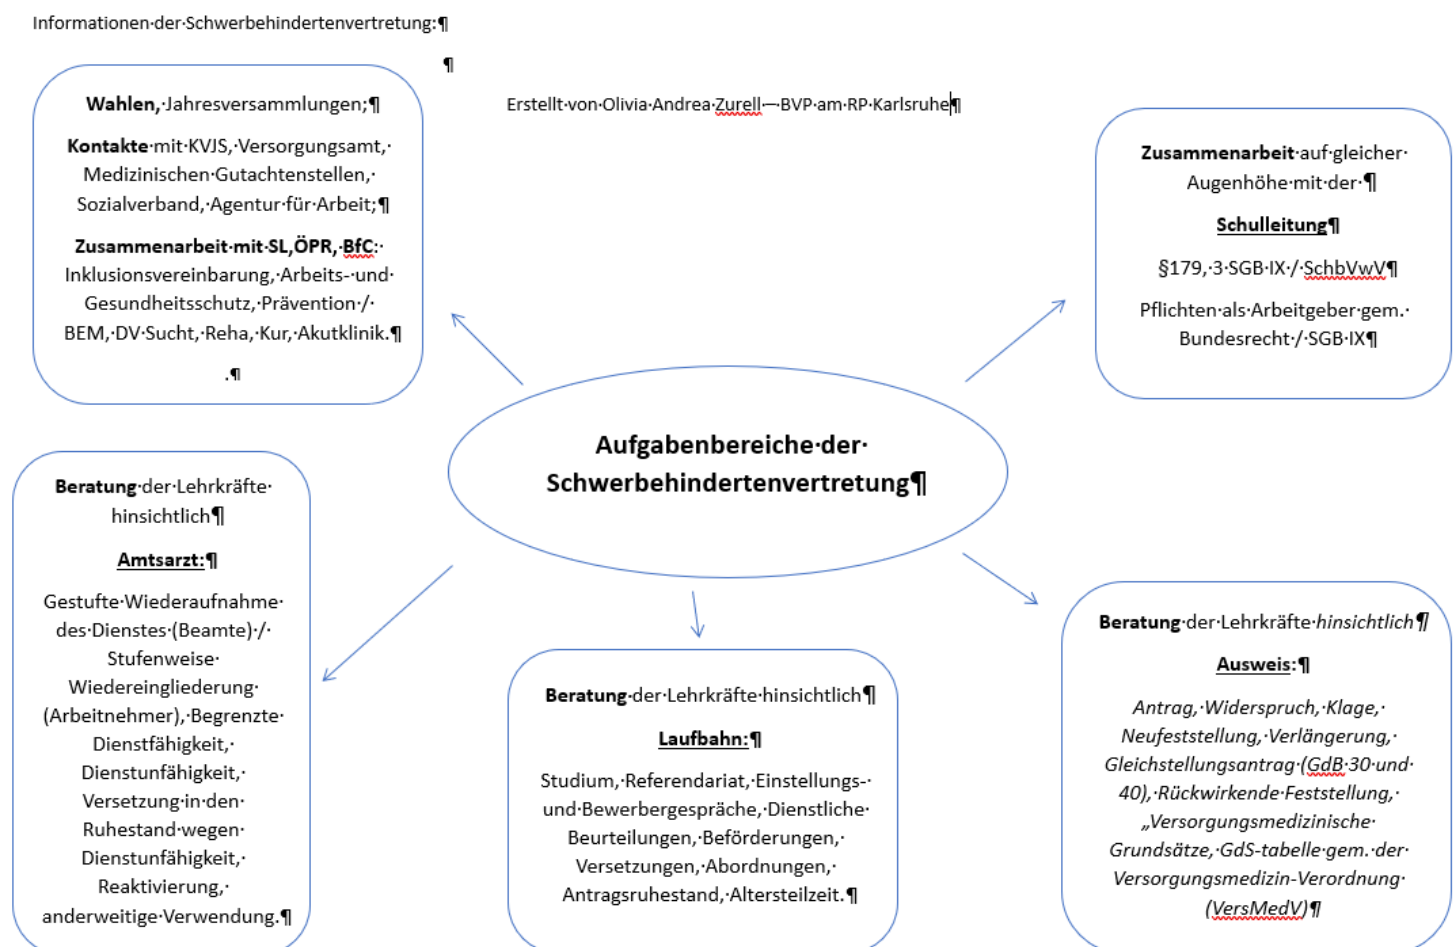 Informationen der Schwerbehindertenvertretung:¶
¶
Wahlen, Jahresversammlungen;¶
Kontakte mit KVJS, Versorgungsamt,
Medizinischen Gutachtenstellen,
Sozialverband, Agentur für Arbeit;¶
Zusammenarbeit mit SL,ÖPR, BfC:
Inklusionsvereinbarung, Arbeits- und
Gesundheitsschutz, Prävention /
BEM, DV Sucht, Reha, Kur, Akutklinik.¶
.¶
Erstellt von Olivia Andrea Zurell – BVP am RP Karlsruhe¶
Zusammenarbeit auf gleicher
Augenhöhe mit der ¶
Schulleitung¶
§179, 3 SGB IX / SchbVwV¶
Pflichten als Arbeitgeber gem.
Bundesrecht / SGB IX¶
Aufgabenbereiche der
Schwerbehindertenvertretung¶
Beratung der Lehrkräfte
hinsichtlich¶
Amtsarzt:¶
Gestufte Wiederaufnahme
des Dienstes (Beamte) /
Stufenweise
Wiedereingliederung
(Arbeitnehmer), Begrenzte
Dienstfähigkeit,
Dienstunfähigkeit,
Versetzung in den
Ruhestand wegen
Dienstunfähigkeit,
Reaktivierung,
anderweitige Verwendung.¶
Beratung der Lehrkräfte hinsichtlich¶
Laufbahn:¶
Studium, Referendariat, Einstellungs-
und Bewerbergespräche, Dienstliche
Beurteilungen, Beförderungen,
Versetzungen, Abordnungen,
Antragsruhestand, Altersteilzeit.¶
Beratung der Lehrkräfte hinsichtlich¶
Ausweis:¶
Antrag, Widerspruch, Klage,
Neufeststellung, Verlängerung,
Gleichstellungsantrag (GdB 30 und
40), Rückwirkende Feststellung,
„Versorgungsmedizinische
Grundsätze, GdS-tabelle gem. der
Versorgungsmedizin-Verordnung
(VersMedV)¶